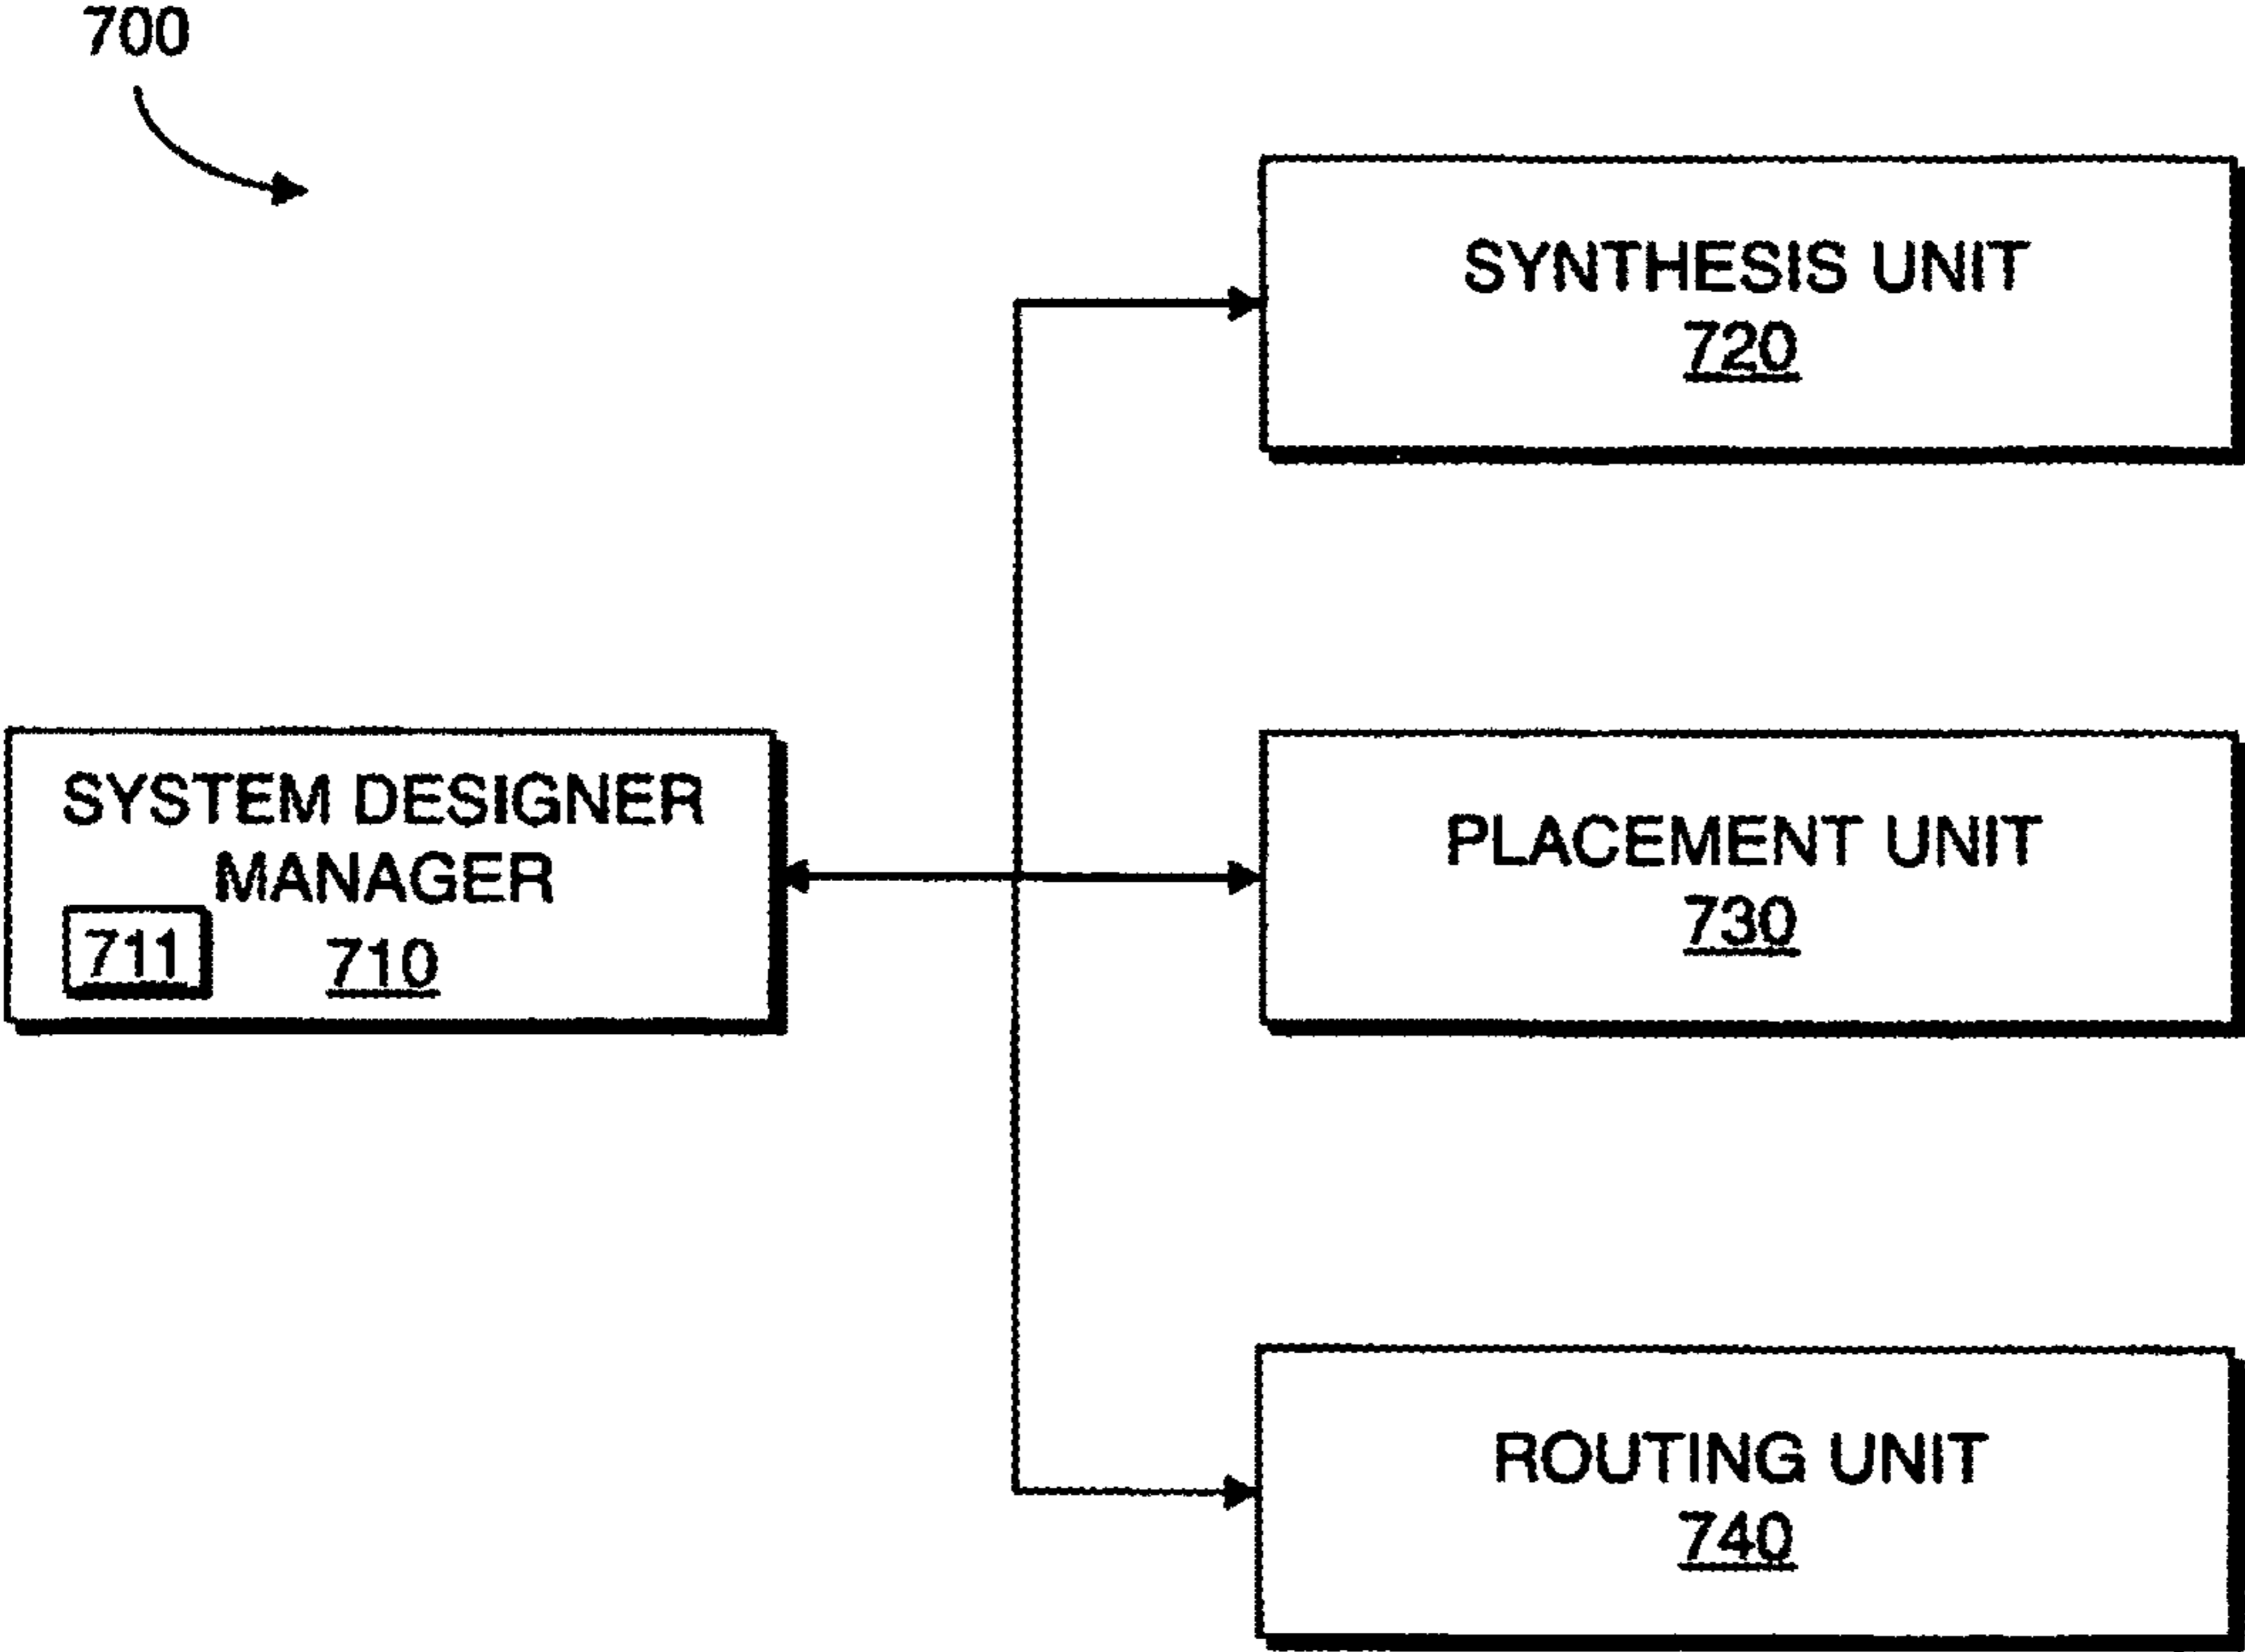 700
SYNTHESIS UNIT
720
SYSTEM DESIGNER
MANAGER
711
710
PLACEMENT UNIT
730
ROUTING UNIT
740